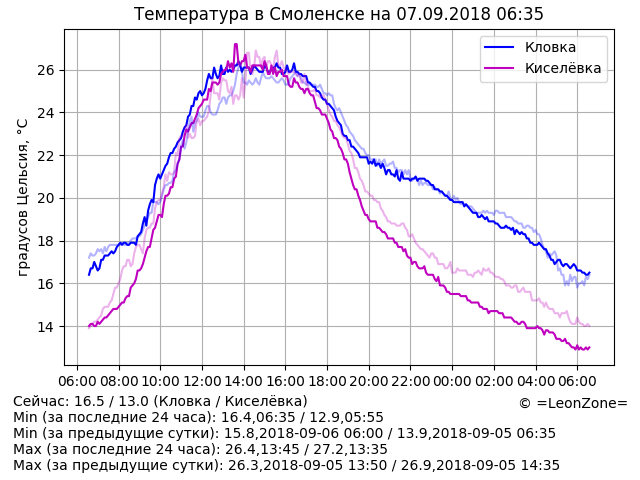 Температура в Смоленске на 07.09.2018 06:35
градусов Цельсия, °C
26
24
22
20
18
16
14
Кловка
Киселёвка
06:00 08:00 10:00 12:00 14:00 16:00 18:00 20:00 22:00 00:00 02:00 04:00 06:00
Сейчас: 16.5 / 13.0 (Кловка / Киселёвка)
© =LeonZone=
Min (за последние 24 часа): 16.4,06:35 / 12.9,05:55
Min (за предыдущие сутки): 15.8,2018-09-06 06:00 / 13.9,2018-09-05 06:35
Max (за последние 24 часа): 26.4,13:45 / 27.2,13:35
Max (за предыдущие сутки): 26.3,2018-09-05 13:50 / 26.9,2018-09-05 14:35